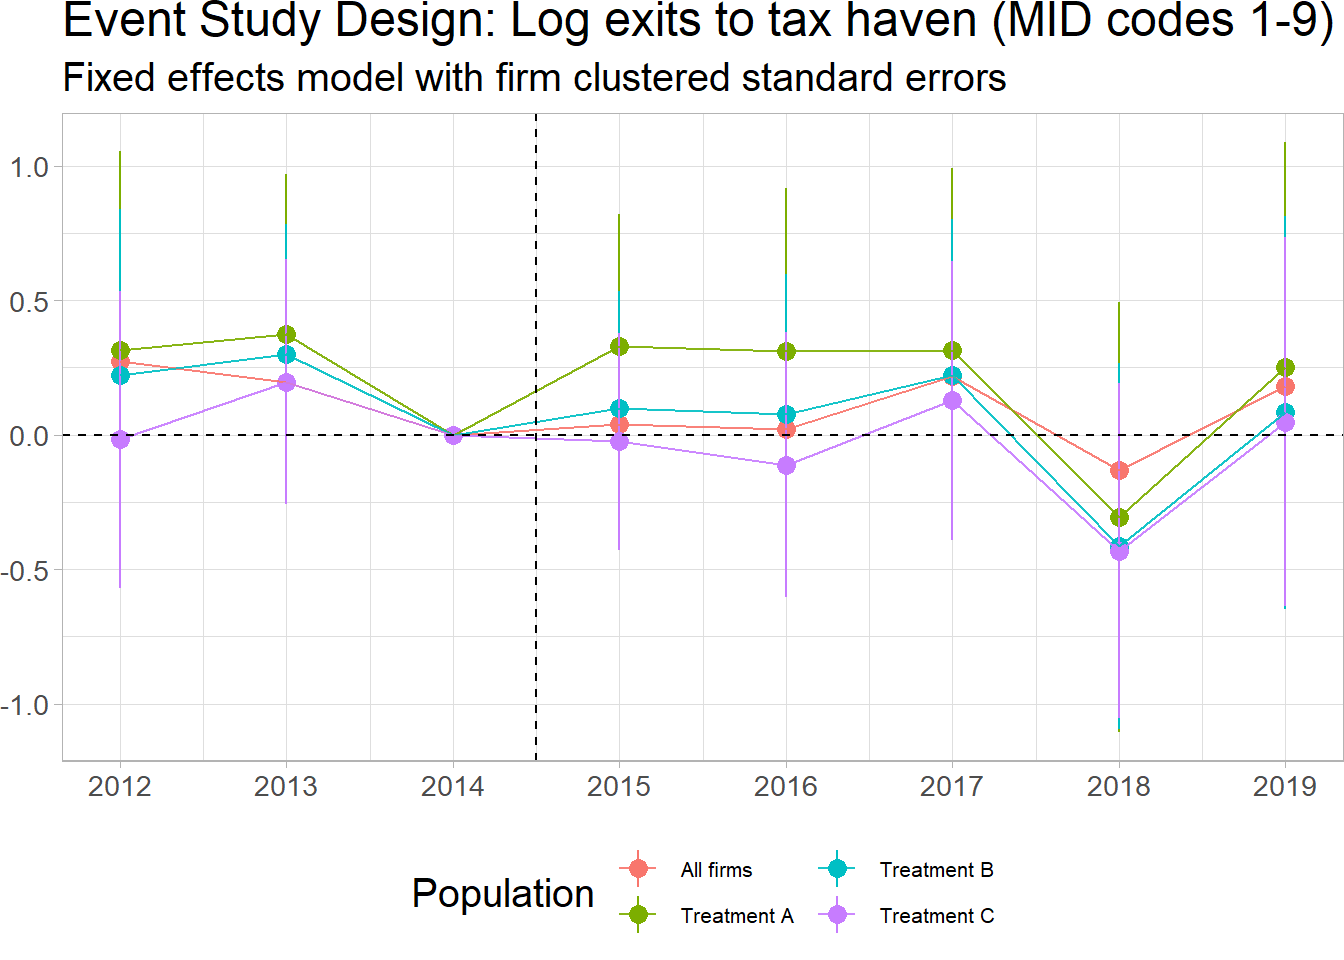 Event Study Design: Log exits to tax haven (MID codes 1-9)
Fixed effects model with firm clustered standard errors
1.0
0.5
0.0
-0.5
-1.0
2012 2013 2014 2015 2016 2017 2018 2019
Population
All firms
Treatment A
Treatment B
Treatment C